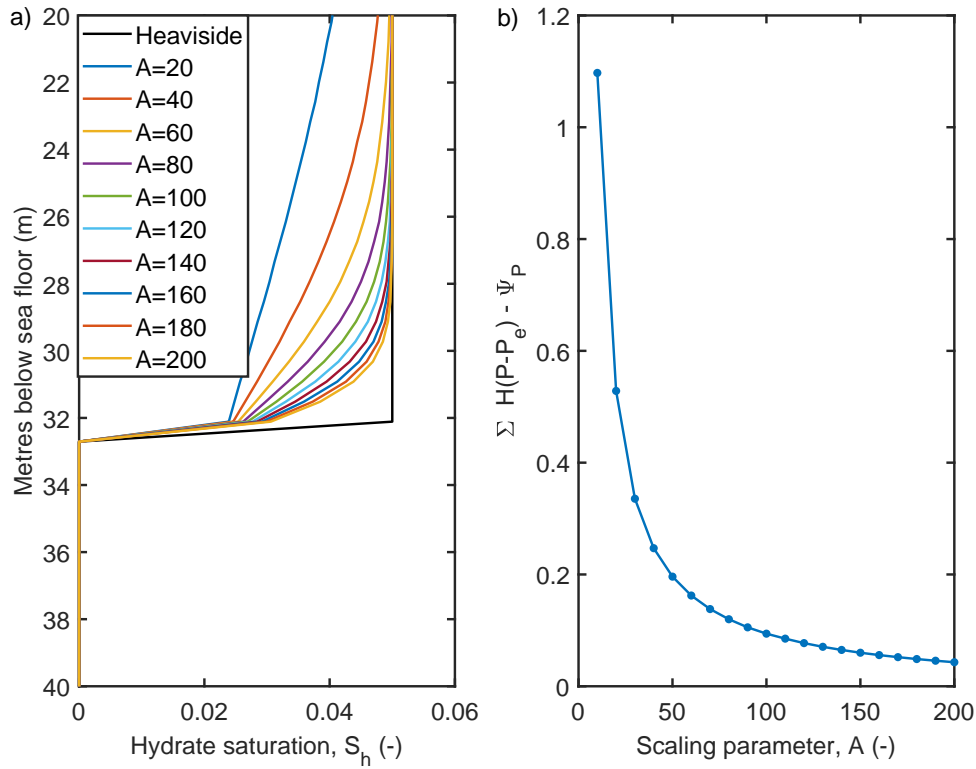 a)
20
22
24
26
28
30
32
34
36
38
40
Metres below sea floor (m)
Heaviside
A=20
A=40
A=60
A=80
A=100
A=120
A=140
A=160
A=180
A=200
0
0.02
0.04
0.06
Hydrate saturation, S_h (-)
b)
1.2
1
0.8
0.6
0.4
0.2
0
Σ H(P-P_e) - Ψ_P
0
50
100
150
200
Scaling parameter, A (-)